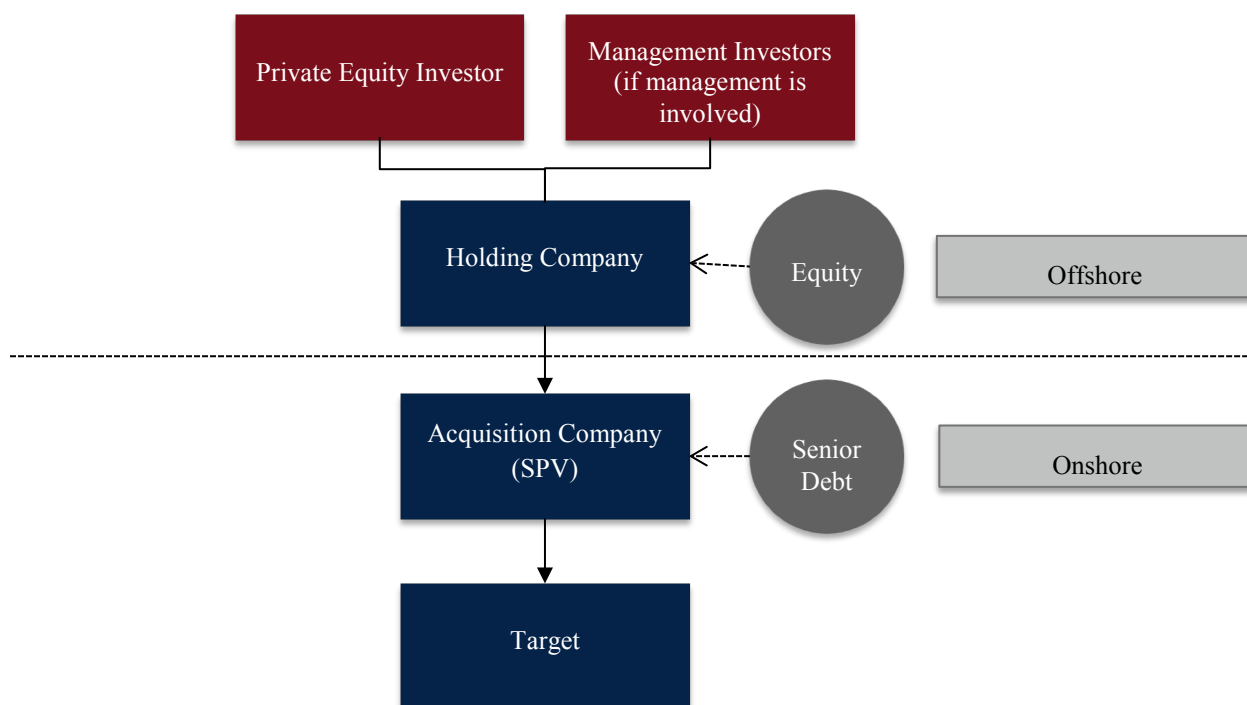 Private Equity Investor
Management Investors
(if management is
involved)
Holding Company
Equity
Offshore
Acquisition Company
(SPV)
Senior
Debt
Onshore
Target